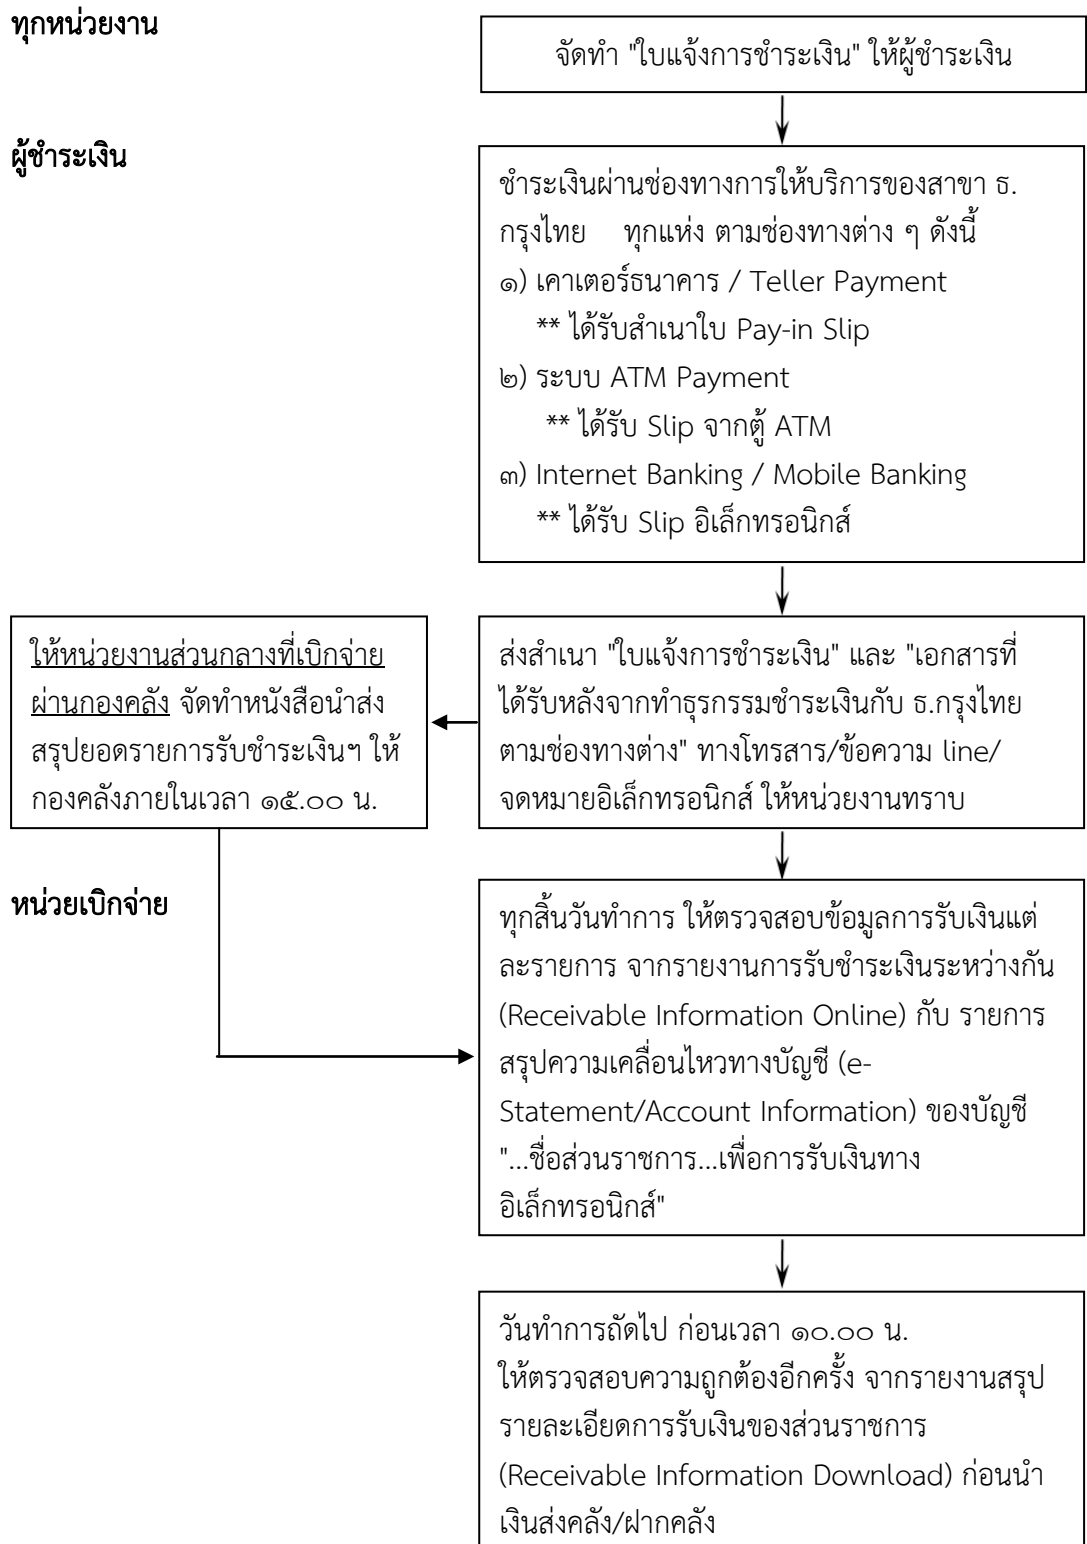 ทุกหน่วยงาน
จัดทำ "ใบแจ้งการชำระเงิน" ให้ผู้ชำระเงิน
ผู้ชำระเงิน
ชำระเงินผ่านช่องทางการให้บริการของสาขา ธ.
กรุงไทย ทุกแห่ง ตามช่องทางต่าง ๆ ดังนี้
๑) เคาเตอร์ธนาคาร / Teller Payment
** ได้รับสำเนาใบ Pay-in Slip
๒) ระบบ ATM Payment
** ได้รับ Slip จากตู้ ATM
๓) Internet Banking / Mobile Banking
** ได้รับ Slip อิเล็กทรอนิกส์
ให้หน่วยงานส่วนกลางที่เบิกจ่าย
ผ่านกองคลัง จัดทำหนังสือนำส่ง
สรุปยอดรายการรับชำระเงินฯ ให้
กองคลังภายในเวลา ๑๕.๐๐ น.
ส่งสำเนา "ใบแจ้งการชำระเงิน" และ "เอกสารที่
ได้รับหลังจากทำธุรกรรมชำระเงินกับ ธ.กรุงไทย
ตามช่องทางต่าง" ทางโทรสาร/ข้อความ line/
จดหมายอิเล็กทรอนิกส์ ให้หน่วยงานทราบ
หน่วยเบิกจ่าย
ทุกสิ้นวันทำการ ให้ตรวจสอบข้อมูลการรับเงินแต่
ละรายการ จากรายงานการรับชำระเงินระหว่างกัน
(Receivable Information Online) กับ รายการ
สรุปความเคลื่อนไหวทางบัญชี (e-
Statement/Account Information) ของบัญชี
"...ชื่อส่วนราชการ...เพื่อการรับเงินทาง
อิเล็กทรอนิกส์"
วันทำการถัดไป ก่อนเวลา ๑๐.๐๐ น.
ให้ตรวจสอบความถูกต้องอีกครั้ง จากรายงานสรุป
รายละเอียดการรับเงินของส่วนราชการ
(Receivable Information Download) ก่อนนำ
เงินส่งคลัง/ฝากคลัง